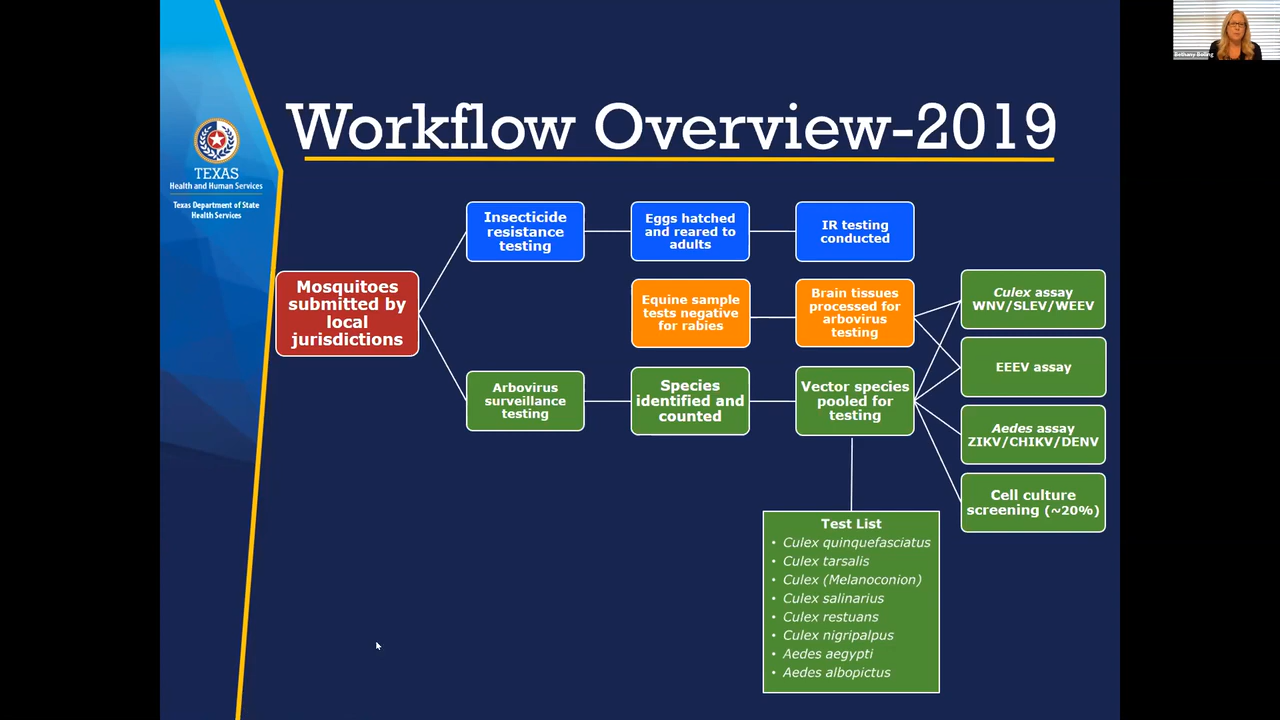 Workflow Overview-2019
TEXAS
Health and Human Services
Texas Department of State
Health Services
Mosquitoes
submitted by
local
jurisdictions
Insecticide
resistance
testing
Eggs hatched
and reared to
adults
IR testing
conducted
Equine sample
tests negative
for rabies
Brain tissues
processed for
arbovirus
testing
Arbovirus
surveillance
testing
Species
identified and
counted
Vector species
pooled for
testing
Culex assay
WNV/SLEV/WEEV
EEEV assay
Aedes assay
ZIKV/CHIKV/DENV
Cell culture
screening (~20%)
Test List
• Culex quinquefasciatus
• Culex tarsalis
• Culex (Melanoconion)
• Culex salinarius
• Culex restuans
• Culex nigripalpus
• Aedes aegypti
• Aedes albopictus